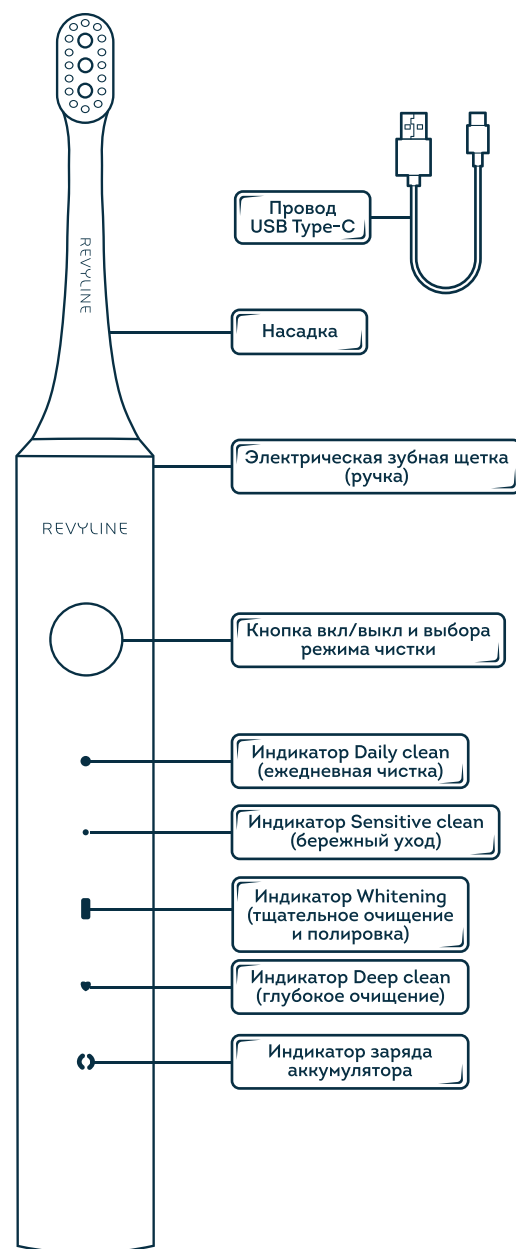 Провод
USB Type-C
REVYLINE
Насадка
Электрическая зубная щетка
(ручка)
REVYLINE
Кнопка вкл/выкл и выбора
режима чистки
Индикатор Daily clean
(ежедневная чистка)
Индикатор Sensitive clean
(бережный уход)
Индикатор Whitening
(тщательное очищение
и полировка)
Индикатор Deep clean
(глубокое очищение)
Индикатор заряда
аккумулятора